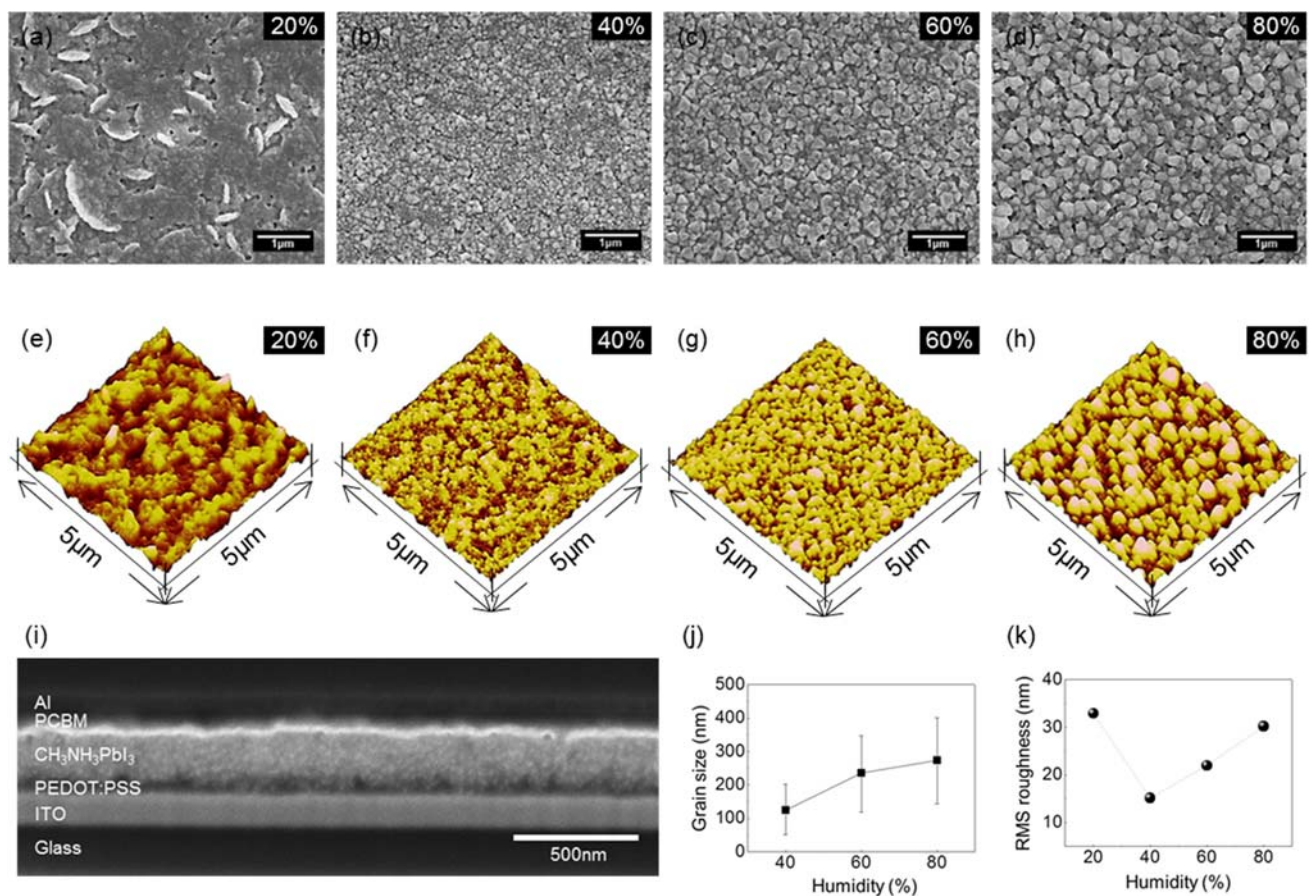 (a) 20%
(b) 40%
(c) 60%
(d) 80%
1μm
1μm
1μm
1μm
(e) 20%
(f) 40%
(g) 60%
(h) 80%
5μm 5μm
5μm 5μm
5μm 5μm
5μm 5μm
(i)
Al
PCBM
CH₃NH₃PbI₃
PEDOT:PSS
ITO
Glass
500nm
(j)
Grain size (nm)
500
400
300
200
100
0
40 60 80
Humidity (%)
(k)
RMS roughness (nm)
40
30
20
10
20 40 60 80
Humidity (%)